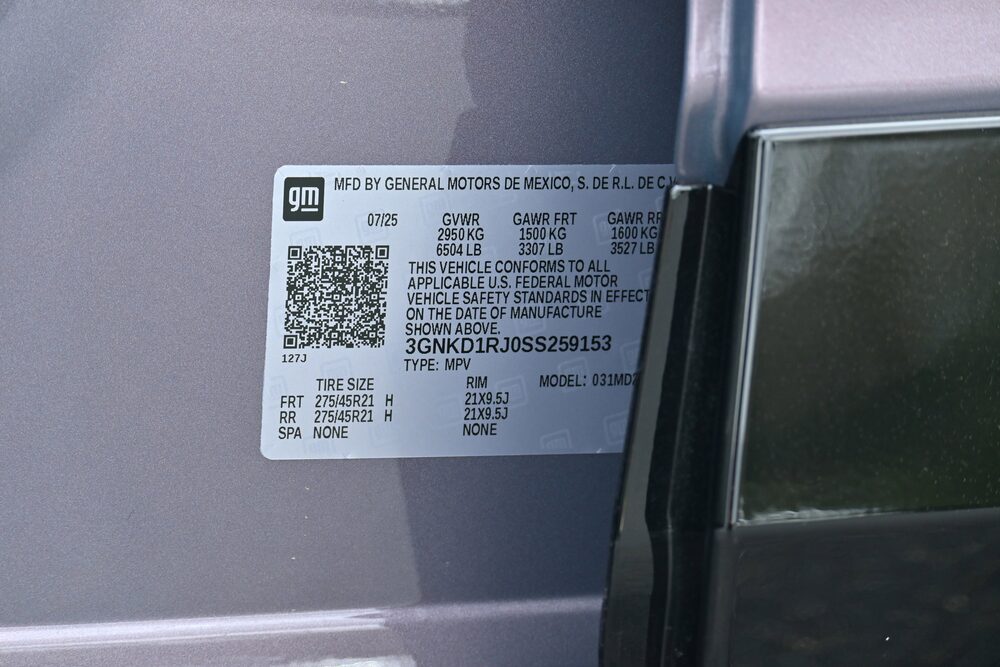 gm MFD BY GENERAL MOTORS DE MEXICO, S. DE R.L. DE C.V
07/25 GVWR GAWR FRT GAWR RR
2950 KG 1500 KG 1600 KG
6504 LB 3307 LB 3527 LB
THIS VEHICLE CONFORMS TO ALL
APPLICABLE U.S. FEDERAL MOTOR
VEHICLE SAFETY STANDARDS IN EFFECT
ON THE DATE OF MANUFACTURE
SHOWN ABOVE.
3GNKD1RJ0SS259153
127J
TYPE: MPV
TIRE SIZE RIM MODEL: 031MD2
FRT 275/45R21 H 21X9.5J
RR 275/45R21 H 21X9.5J
SPA NONE NONE